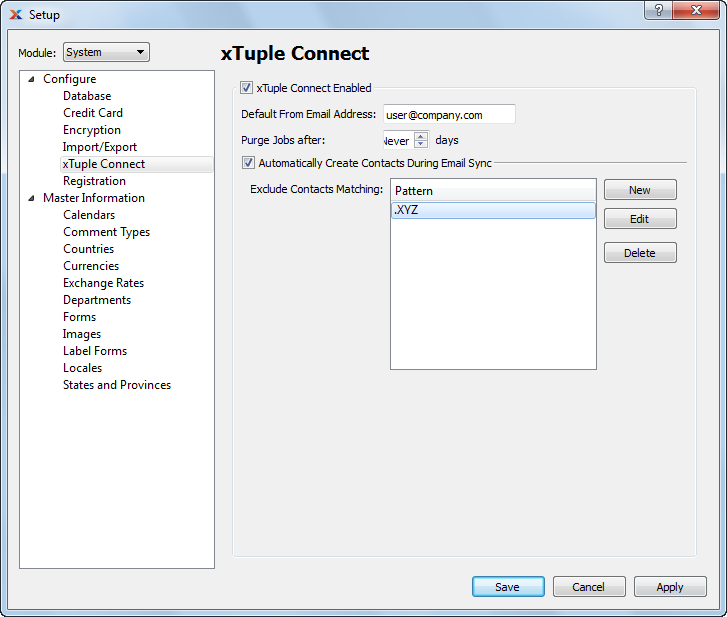 Setup
Module: System
xTuple Connect
Configure
Database
Credit Card
Encryption
Import/Export
xTuple Connect
Registration
Master Information
Calendars
Comment Types
Countries
Currencies
Exchange Rates
Departments
Forms
Images
Label Forms
Locales
States and Provinces
xTuple Connect Enabled
Default From Email Address: user@company.com
Purge Jobs after: Never days
Automatically Create Contacts During Email Sync
Exclude Contacts Matching:
Pattern
.XYZ
New
Edit
Delete
Save Cancel Apply